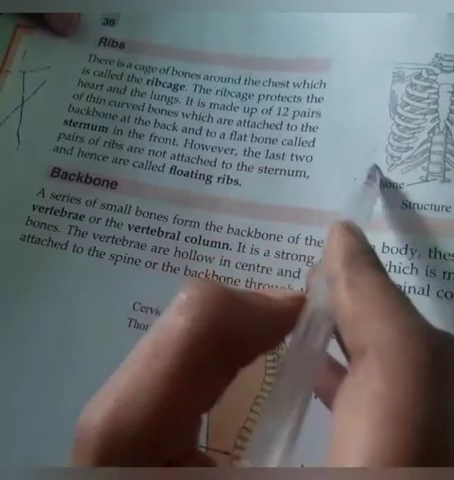 36
Ribs
There is a cage of bones around the chest which
is called the ribcage. The ribcage protects the
heart and the lungs. It is made up of 12 pairs
of thin curved bones which are attached to the
backbone at the back and to a flat bone called
sternum in the front. However, the last two
pairs of ribs are not attached to the sternum,
and hence are called floating ribs.
bone
Structure
Backbone
A series of small bones form the backbone of the body, thes
vertebrae or the vertebral column. It is a strong which is m
bones. The vertebrae are hollow in centre and inal co
attached to the spine or the backbone through
Cervi
Thor